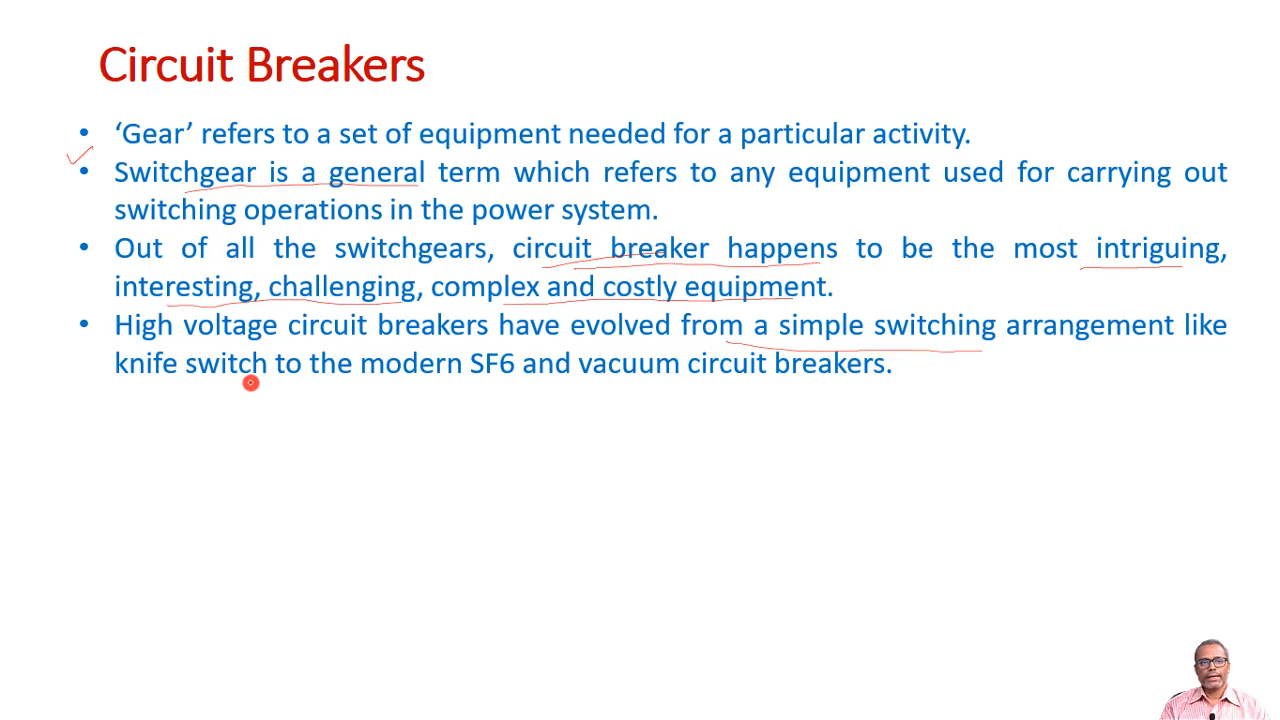 Circuit Breakers
• ‘Gear’ refers to a set of equipment needed for a particular activity.
• Switchgear is a general term which refers to any equipment used for carrying out
switching operations in the power system.
• Out of all the switchgears, circuit breaker happens to be the most intriguing,
interesting, challenging, complex and costly equipment.
• High voltage circuit breakers have evolved from a simple switching arrangement like
knife switch to the modern SF6 and vacuum circuit breakers.